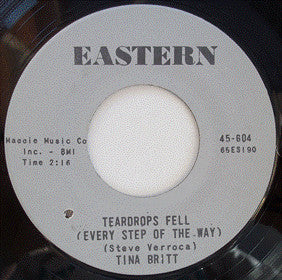 EASTERN
Maggie Music Co
Inc. - BMI
Time 2:16
45-604
65ES190
TEARDROPS FELL
(EVERY STEP OF THE WAY)
(Steve Verroca)
TINA BRITT